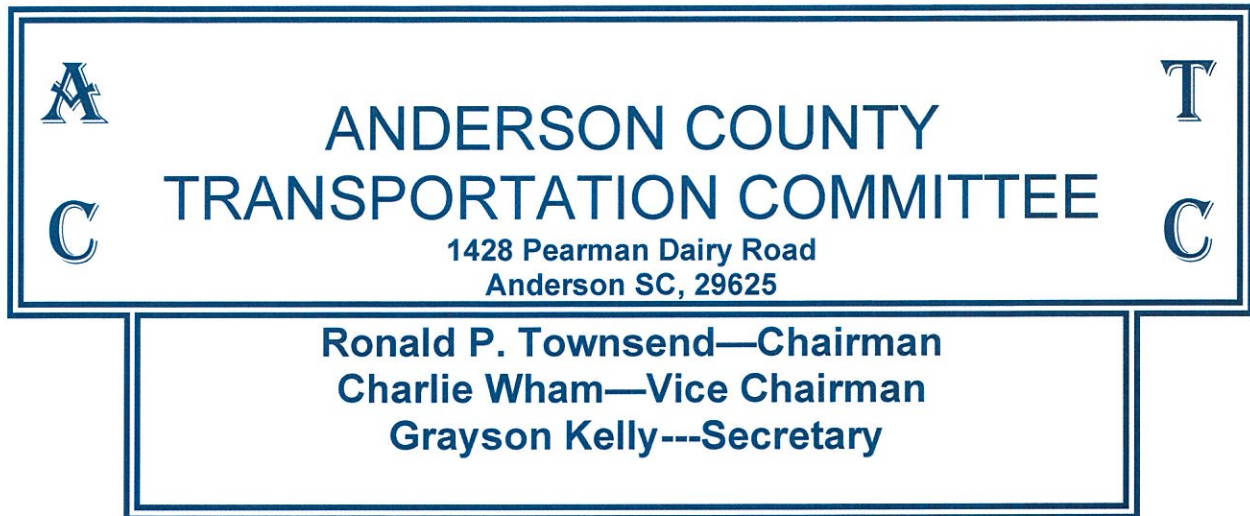 A
T
ANDERSON COUNTY
TRANSPORTATION COMMITTEE
C
C
1428 Pearman Dairy Road
Anderson SC, 29625
Ronald P. Townsend—Chairman
Charlie Wham—Vice Chairman
Grayson Kelly---Secretary